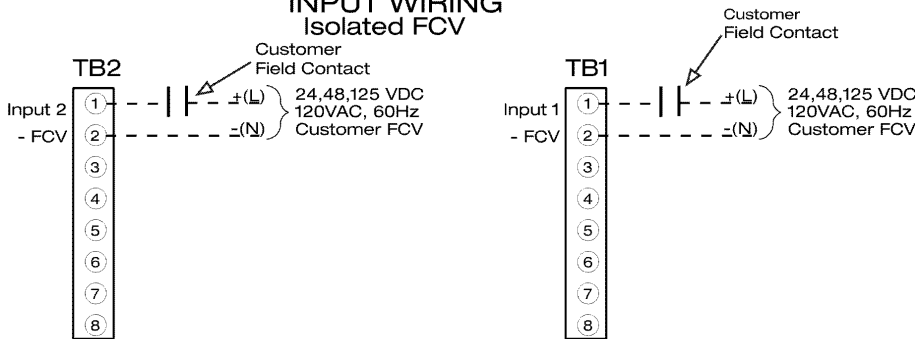 INPUT WIRING
Isolated FCV
Customer
Field Contact
TB2
Input 2
- FCV
1
2
3
4
5
6
7
8
+(L)
-(N)
24,48,125 VDC
120VAC, 60Hz
Customer FCV
Customer
Field Contact
TB1
Input 1
- FCV
1
2
3
4
5
6
7
8
+(L)
-(N)
24,48,125 VDC
120VAC, 60Hz
Customer FCV